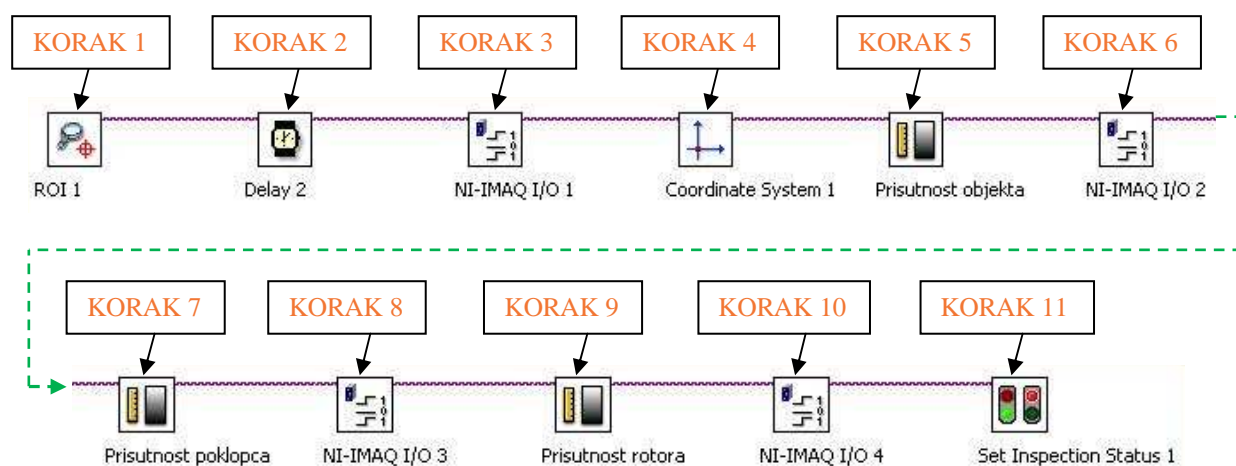 KORAK 1 KORAK 2 KORAK 3 KORAK 4 KORAK 5 KORAK 6
ROI 1 Delay 2 NI-IMAQ I/O 1 Coordinate System 1 Prisutnost objekta NI-IMAQ I/O 2
KORAK 7 KORAK 8 KORAK 9 KORAK 10 KORAK 11
Prisutnost poklopca NI-IMAQ I/O 3 Prisutnost rotora NI-IMAQ I/O 4 Set Inspection Status 1